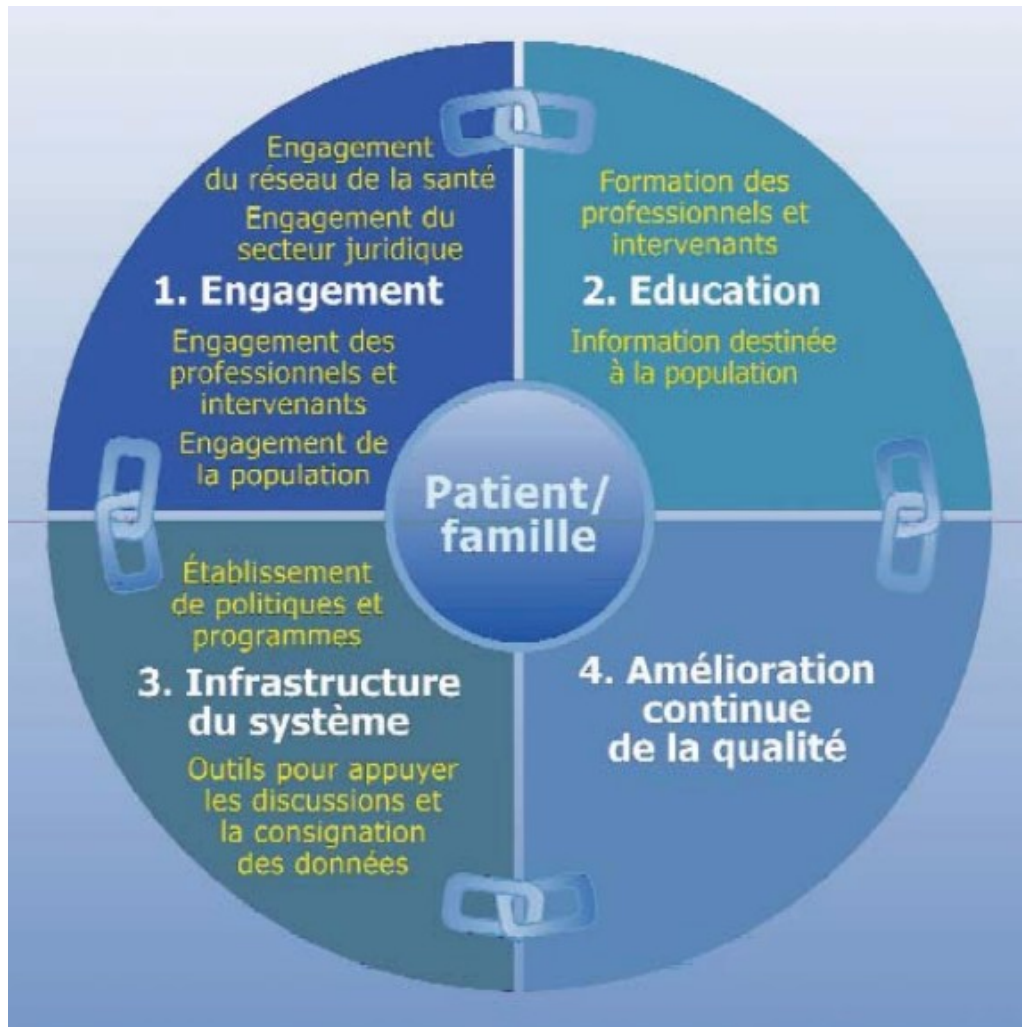 Engagement
du réseau de la santé
Engagement du
secteur juridique
1. Engagement
Engagement des
professionnels et
intervenants
Engagement de
la population
Formation des
professionnels et
intervenants
2. Education
Information destinée
à la population
Patient/
famille
Établissement
de politiques et
programmes
3. Infrastructure
du système
Outils pour appuyer
les discussions et
la consignation
des données
4. Amélioration
continue
de la qualité